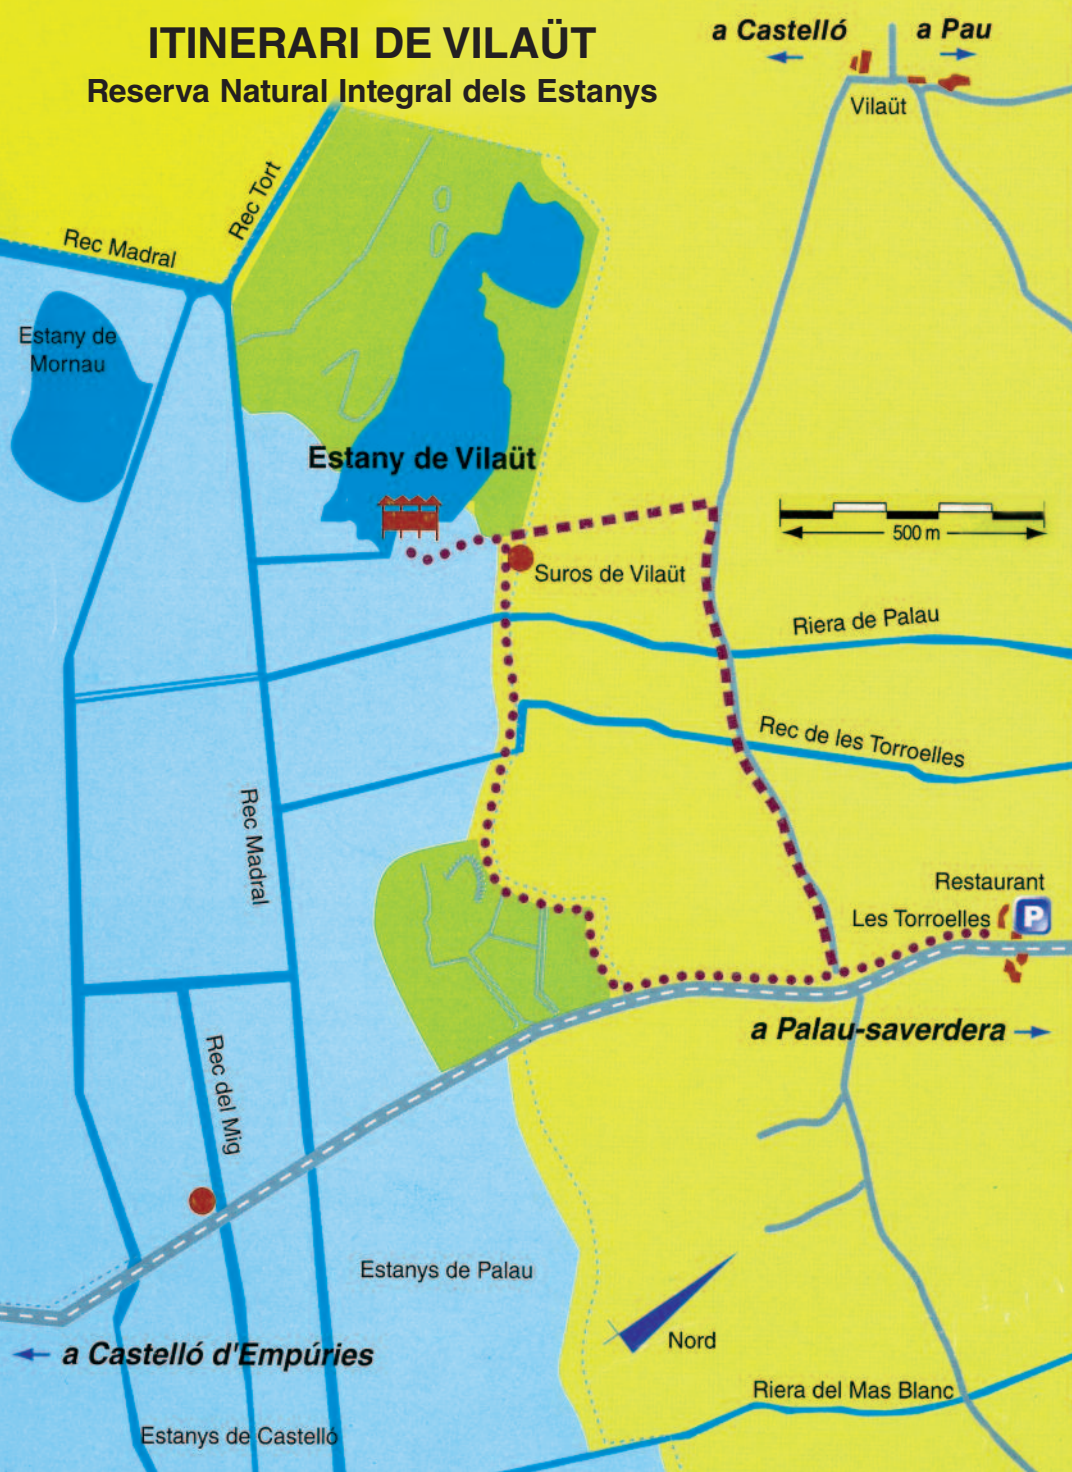 ITINERARI DE VILAÜT
Reserva Natural Integral dels Estanys
a Castelló
a Pau
Vilaüt
Rec Tort
Rec Madral
Estany de
Mornau
Estany de Vilaüt
500 m
Suros de Vilaüt
Riera de Palau
Rec de les Torroelles
Rec Madral
Restaurant
Les Torroelles
P
a Palau-saverdera
Rec del Mig
Estanys de Palau
Nord
a Castelló d'Empúries
Riera del Mas Blanc
Estanys de Castelló